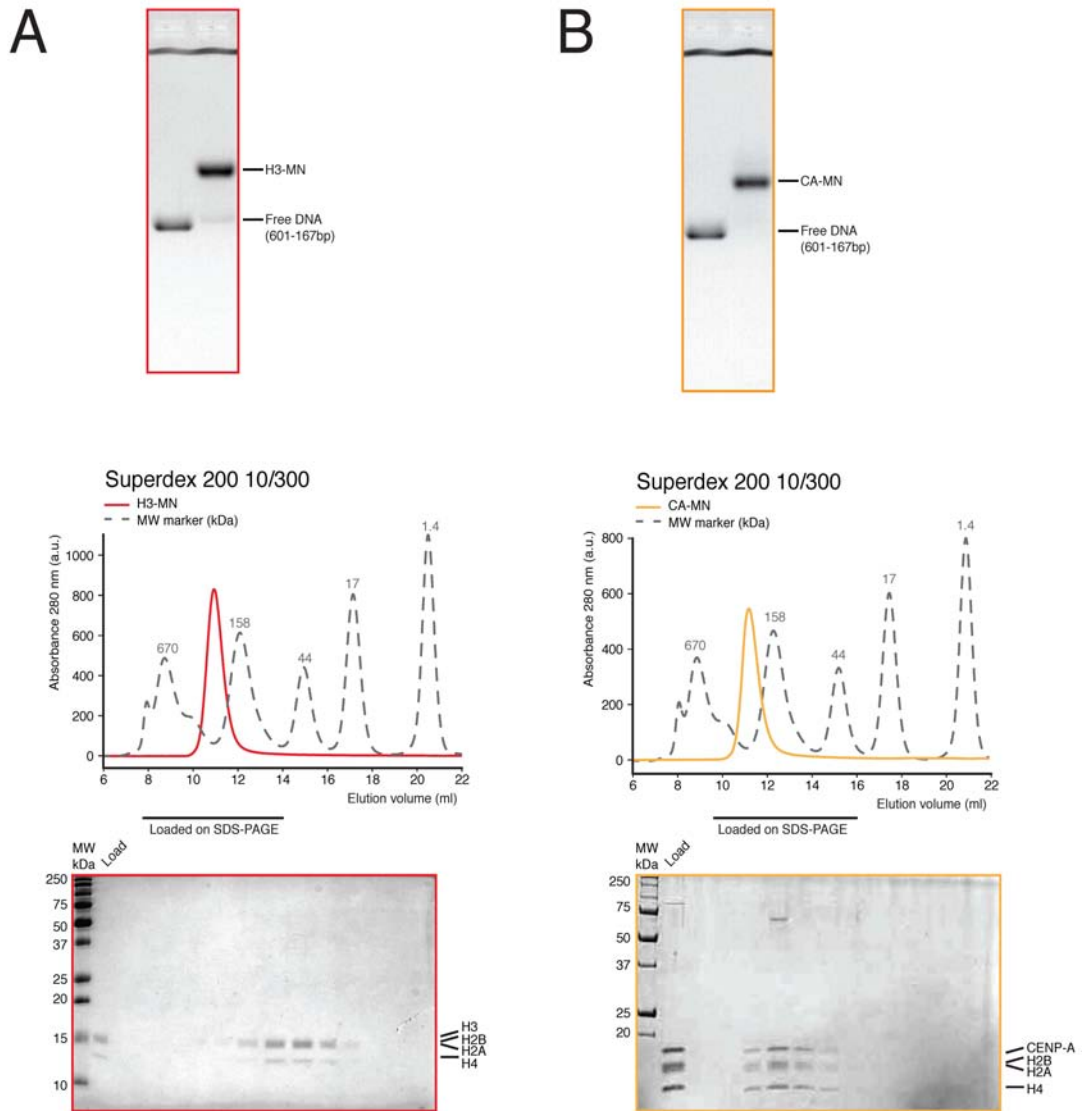 A
H3-MN
Free DNA
(601-167bp)
Superdex 200 10/300
H3-MN
MW marker (kDa)
Absorbance 280 nm (a.u.)
1000
800
600
400
200
0
670
158
44
17
1.4
6
8
10
12
14
16
18
20
22
Elution volume (ml)
Loaded on SDS-PAGE
MW
kDa
Load
250
75
50
37
25
20
15
10
H3
H2B
H2A
H4
B
CA-MN
Free DNA
(601-167bp)
Superdex 200 10/300
CA-MN
MW marker (kDa)
Absorbance 280 nm (a.u.)
800
600
400
200
0
670
158
44
17
1.4
6
8
10
12
14
16
18
20
22
Elution volume (ml)
Loaded on SDS-PAGE
MW
kDa
Load
250
75
50
37
25
20
CENP-A
H2B
H2A
H4